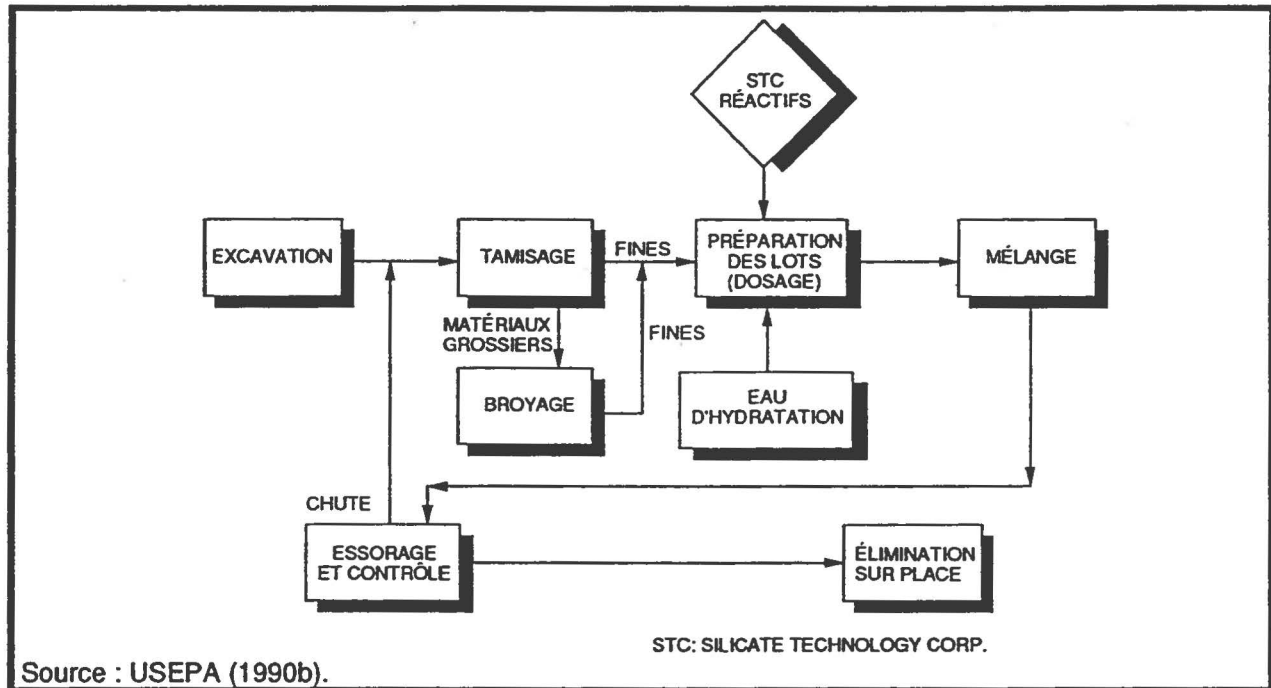 STC
RÉACTIFS
EXCAVATION
TAMISAGE
FINES
PRÉPARATION
DES LOTS
(DOSAGE)
MÉLANGE
MATÉRIAUX
GROSSIERS
FINES
BROYAGE
EAU
D'HYDRATATION
CHUTE
ESSORAGE
ET CONTRÔLE
ÉLIMINATION
SUR PLACE
STC: SILICATE TECHNOLOGY CORP.
Source : USEPA (1990b).